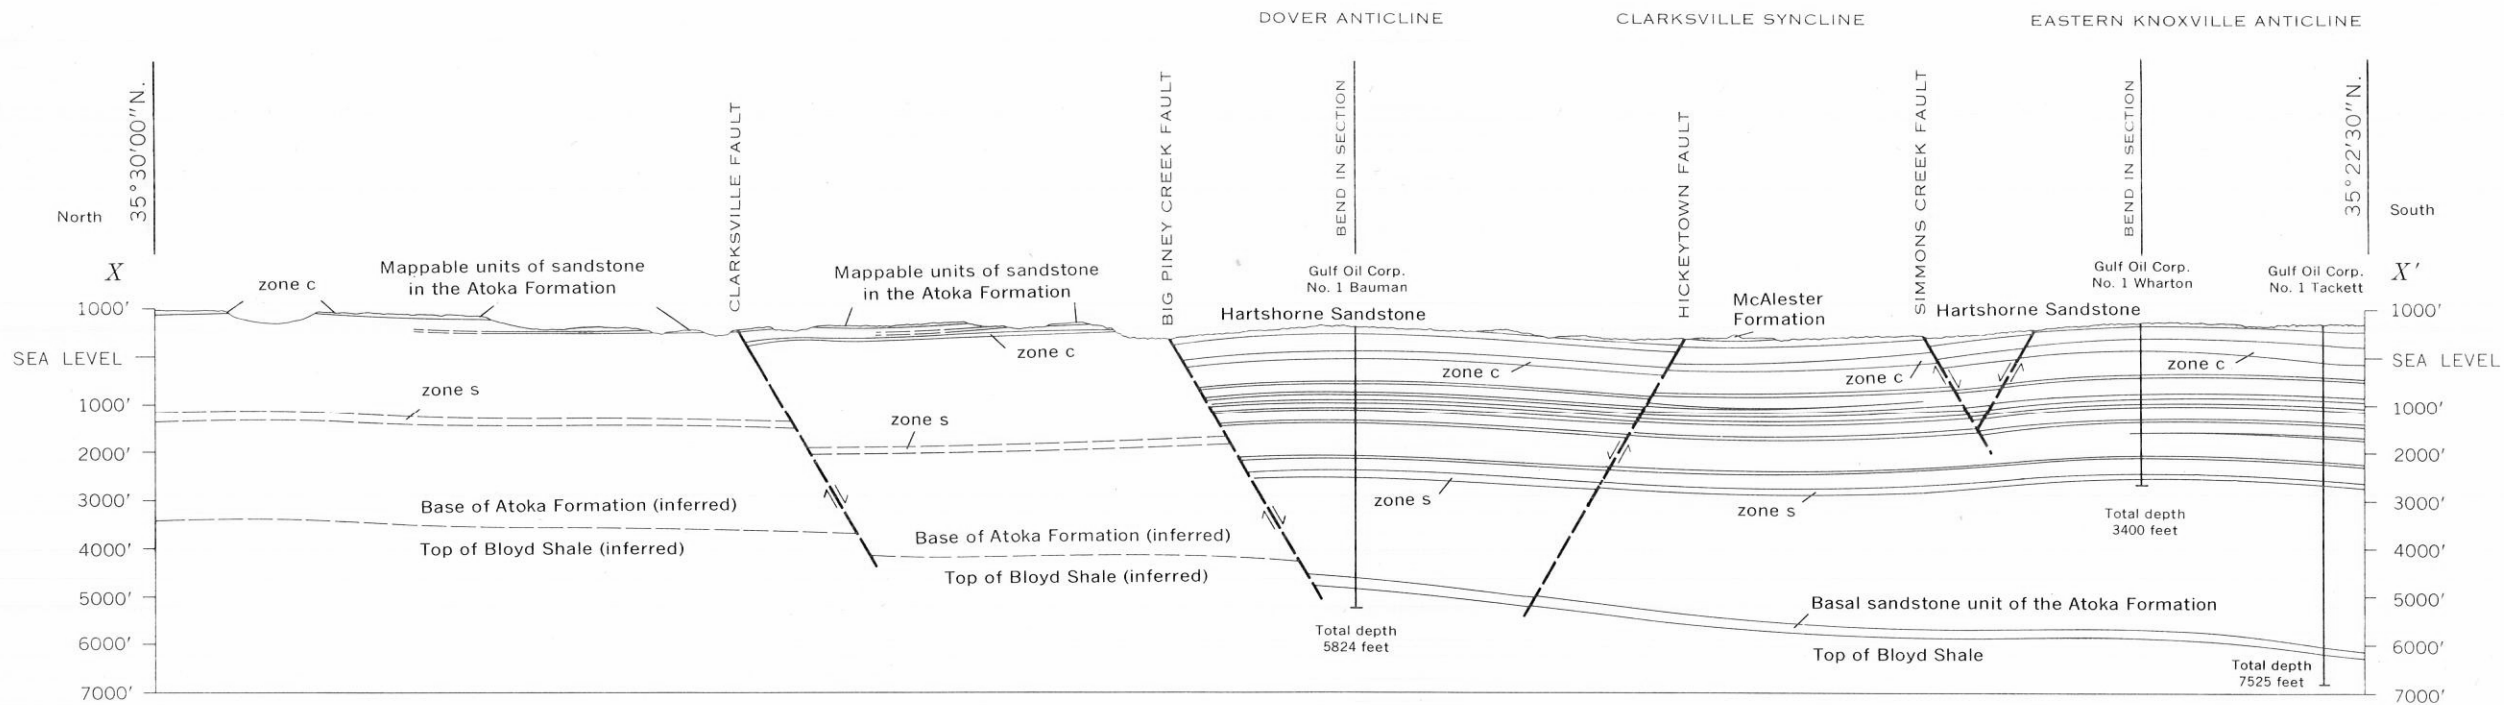 DOVER ANTICLINE
CLARKSVILLE SYNCLINE
EASTERN KNOXVILLE ANTICLINE
35°30'00"N.
CLARKSVILLE FAULT
BIG PINEY CREEK FAULT
BEND IN SECTION
HICKEYTOWN FAULT
SIMMONS CREEK FAULT
BEND IN SECTION
35°22'30"N.
North
South
X
X'
zone c
Mappable units of sandstone
in the Atoka Formation
Mappable units of sandstone
in the Atoka Formation
Gulf Oil Corp.
No. 1 Bauman
Gulf Oil Corp.
No. 1 Wharton
Gulf Oil Corp.
No. 1 Tackett
Hartshorne Sandstone
McAlester
Formation
Hartshorne Sandstone
1000'
SEA LEVEL
1000'
2000'
3000'
4000'
5000'
6000'
7000'
zone c
zone c
zone c
zone c
zone s
zone s
zone s
zone s
Base of Atoka Formation (inferred)
Top of Bloyd Shale (inferred)
Base of Atoka Formation (inferred)
Top of Bloyd Shale (inferred)
Total depth
5824 feet
Total depth
3400 feet
Basal sandstone unit of the Atoka Formation
Top of Bloyd Shale
Total depth
7525 feet
1000'
SEA LEVEL
1000'
2000'
3000'
4000'
5000'
6000'
7000'